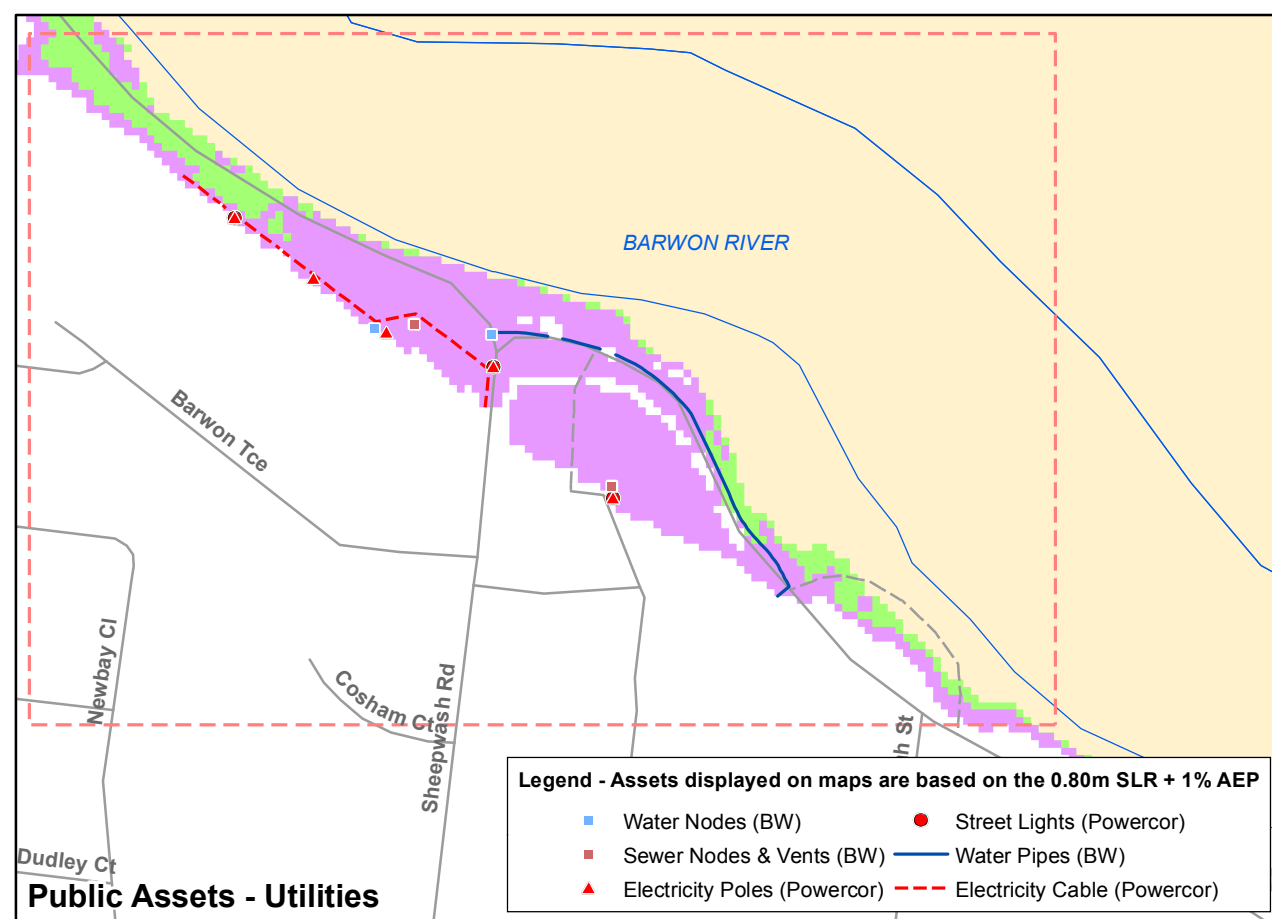 BARWON RIVER
Barwon Tce
Newbay Cl
Cosham Ct
Sheepwash Rd
Dudley Ct
Public Assets - Utilities
Legend - Assets displayed on maps are based on the 0.80m SLR + 1% AEP
Water Nodes (BW)
Street Lights (Powercor)
Sewer Nodes & Vents (BW)
Water Pipes (BW)
Electricity Poles (Powercor)
Electricity Cable (Powercor)